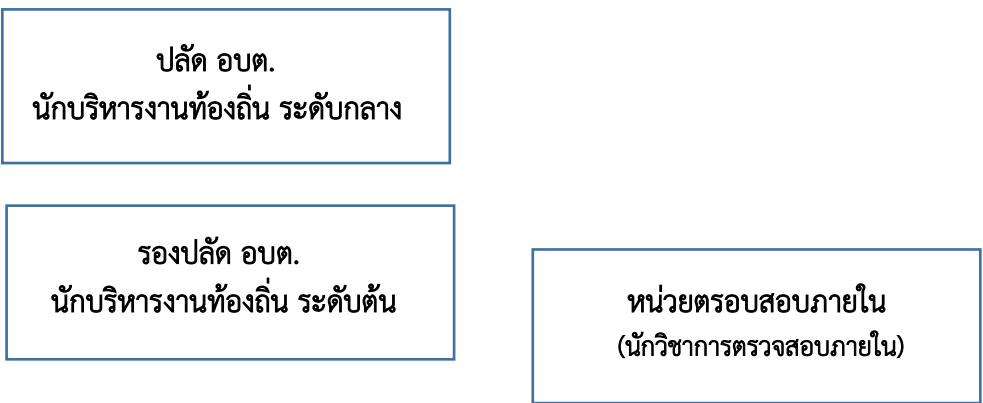 ปลัด อบต.
นักบริหารงานท้องถิ่น ระดับกลาง
รองปลัด อบต.
นักบริหารงานท้องถิ่น ระดับต้น
หน่วยตรอบสอบภายใน
(นักวิชาการตรวจสอบภายใน)